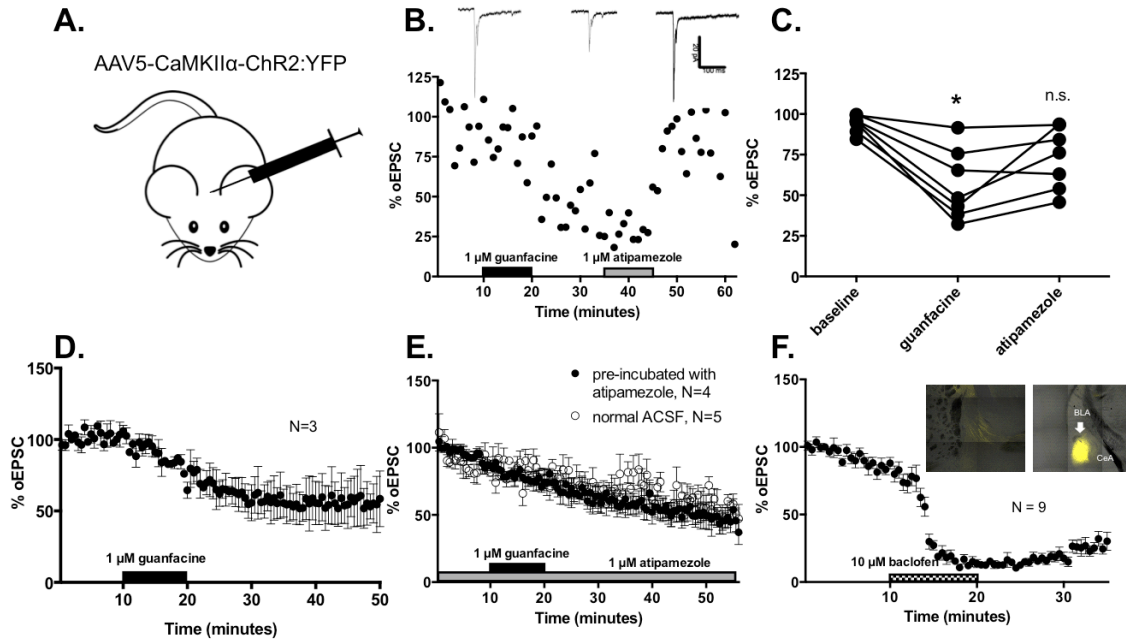 A.
AAV5-CaMKIIα-ChR2:YFP
B.
20 pA
100 ms
% oEPSC
125
100
75
50
25
0
1 µM guanfacine
1 µM atipamezole
10
20
30
40
50
60
Time (minutes)
C.
% oEPSC
125
100
75
50
25
0
*
n.s.
baseline
guanfacine
atipamezole
D.
% oEPSC
150
100
50
0
N=3
1 µM guanfacine
10
20
30
40
50
Time (minutes)
E.
% oEPSC
150
100
50
0
pre-incubated with
atipamezole, N=4
normal ACSF, N=5
1 µM guanfacine
1 µM atipamezole
10
20
30
40
50
Time (minutes)
F.
% oEPSC
150
100
50
0
BLA
CeA
N = 9
10 µM baclofen
10
20
30
Time (minutes)